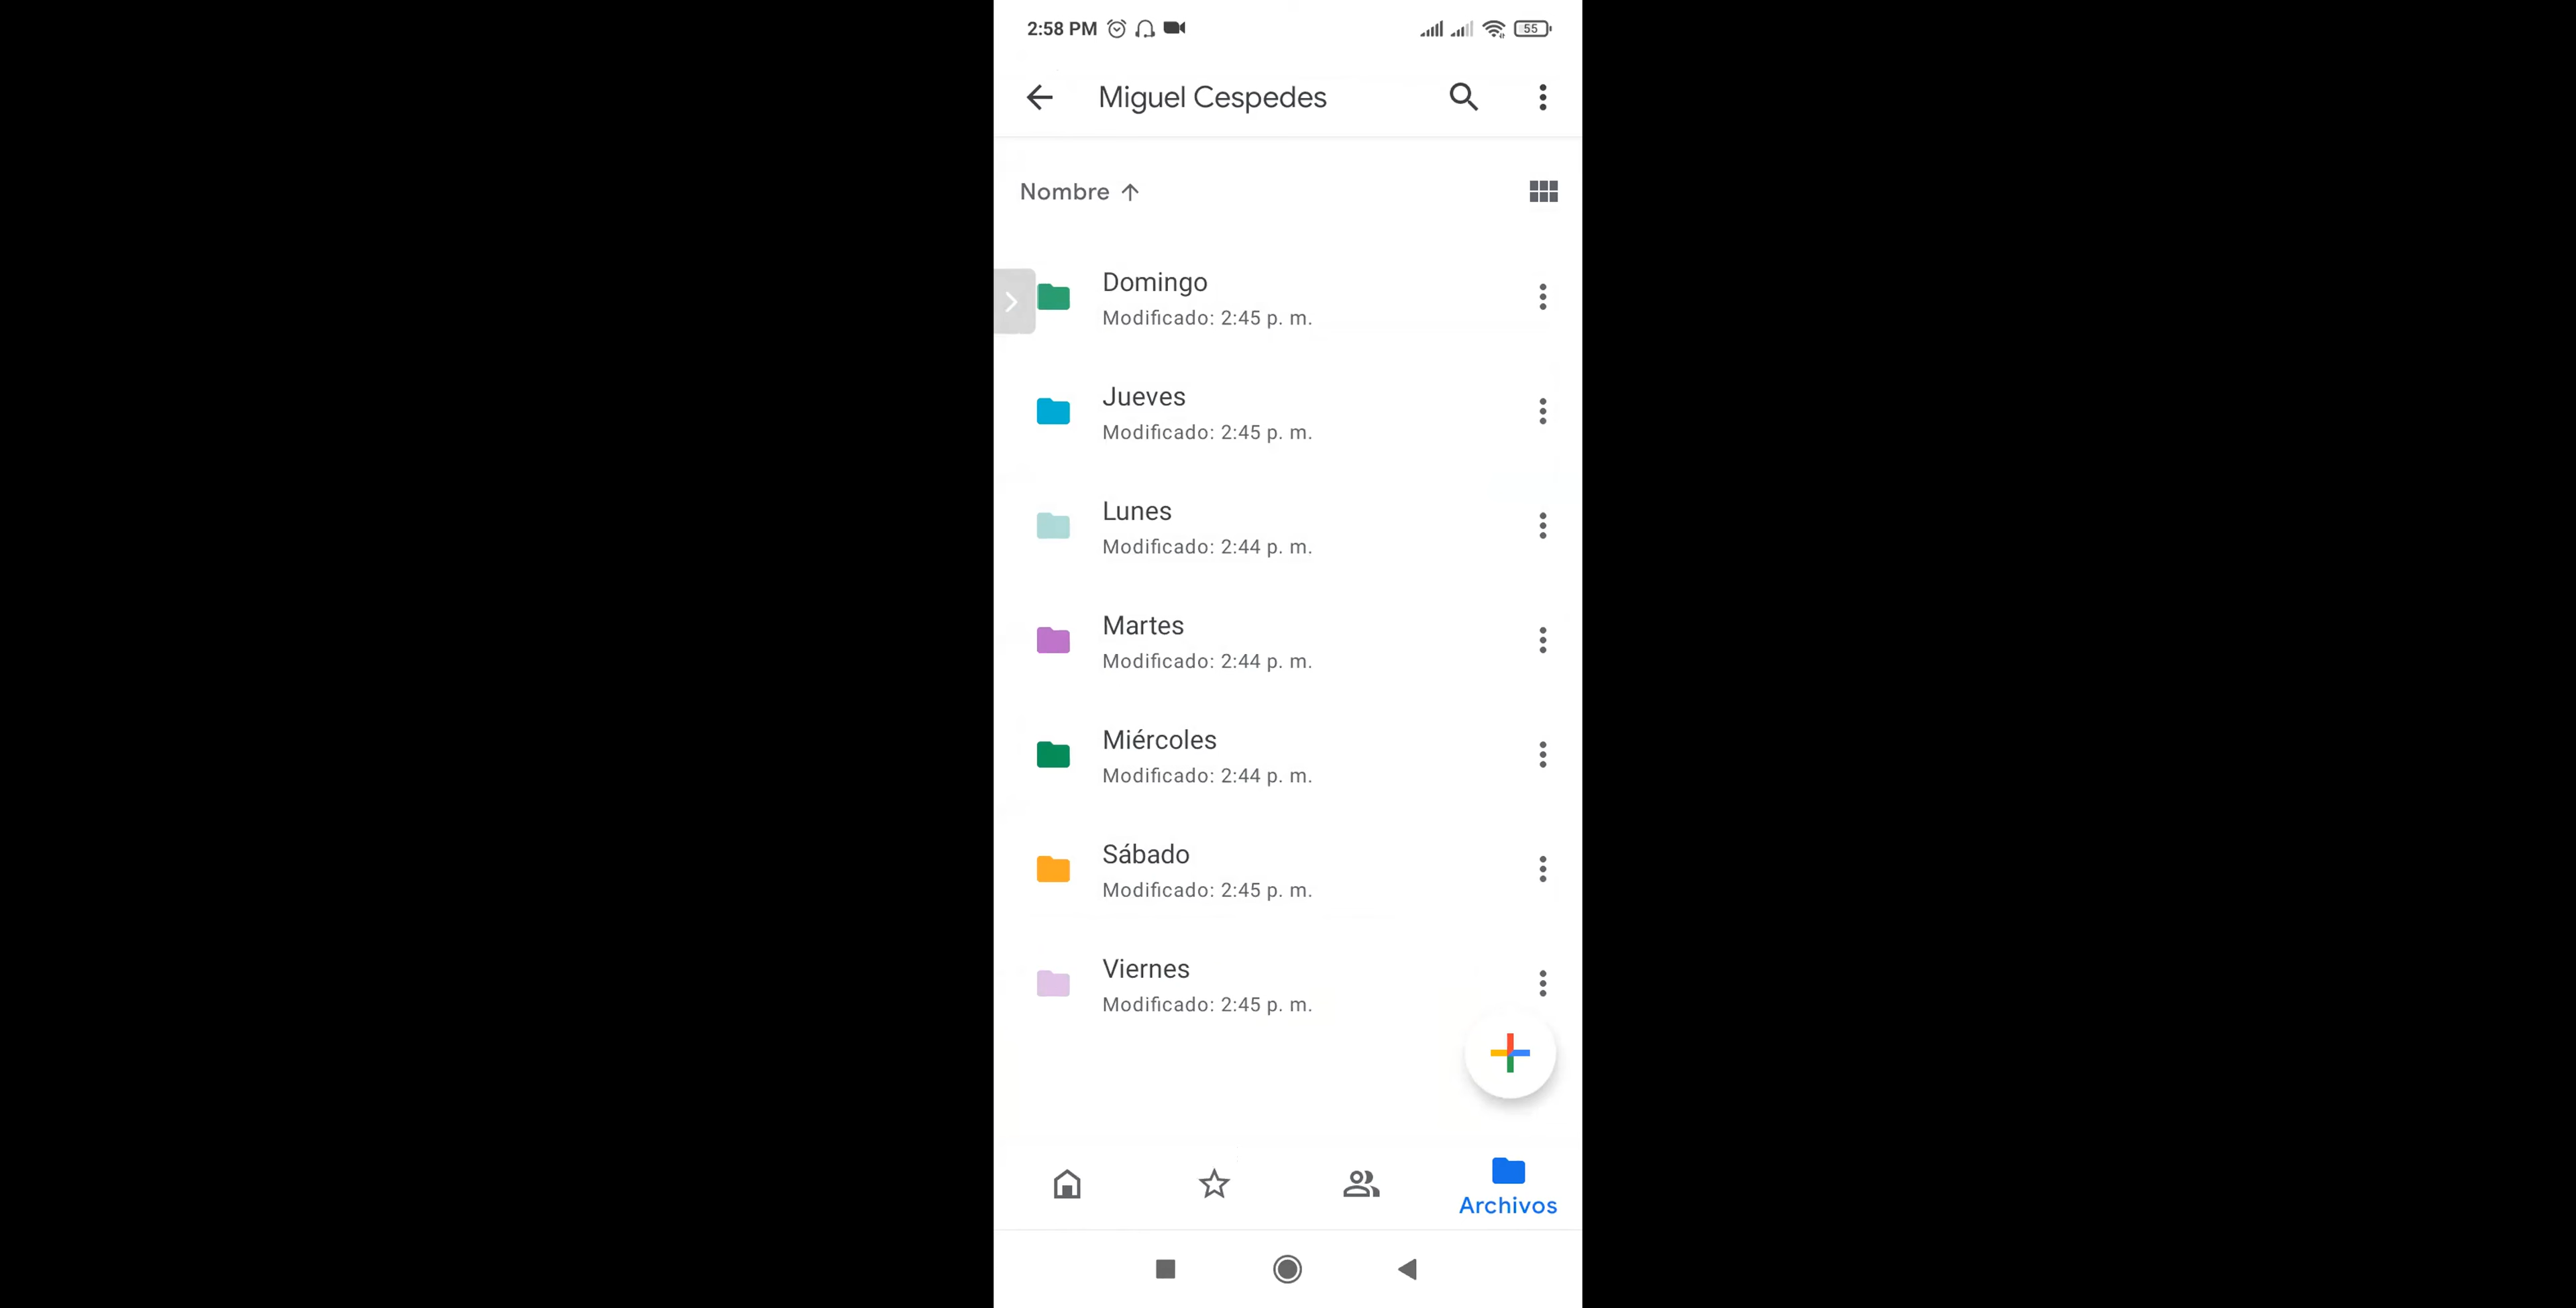 2:58 PM 55
Miguel Cespedes
Nombre
Domingo
Modificado: 2:45 p. m.
Jueves
Modificado: 2:45 p. m.
Lunes
Modificado: 2:44 p. m.
Martes
Modificado: 2:44 p. m.
Miércoles
Modificado: 2:44 p. m.
Sábado
Modificado: 2:45 p. m.
Viernes
Modificado: 2:45 p. m.
Archivos